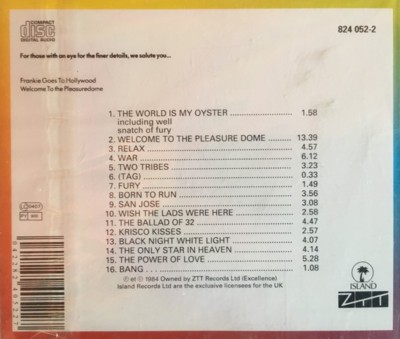 COMPACT
disc
DIGITAL AUDIO
824 052-2
For those with an eye for the finer details, we salute you...
Frankie Goes To Hollywood
Welcome To the Pleasuredome
1. THE WORLD IS MY OYSTER 1.58
including well
snatch of fury
2. WELCOME TO THE PLEASURE DOME 13.39
3. RELAX 4.57
4. WAR 6.12
5. TWO TRIBES 3.23
6. (TAG) 0.33
7. FURY 1.49
8. BORN TO RUN 3.56
9. SAN JOSE 3.08
10. WISH THE LADS WERE HERE 2.58
11. THE BALLAD OF 32 4.47
12. KRISCO KISSES 2.57
13. BLACK NIGHT WHITE LIGHT 4.07
14. THE ONLY STAR IN HEAVEN 4.14
15. THE POWER OF LOVE 5.28
16. BANG . . . 1.08
℗ et © 1984 Owned by ZTT Records Ltd (Excellence)
Island Records Ltd are the exclusive licensees for the UK
ISLAND
ZTT